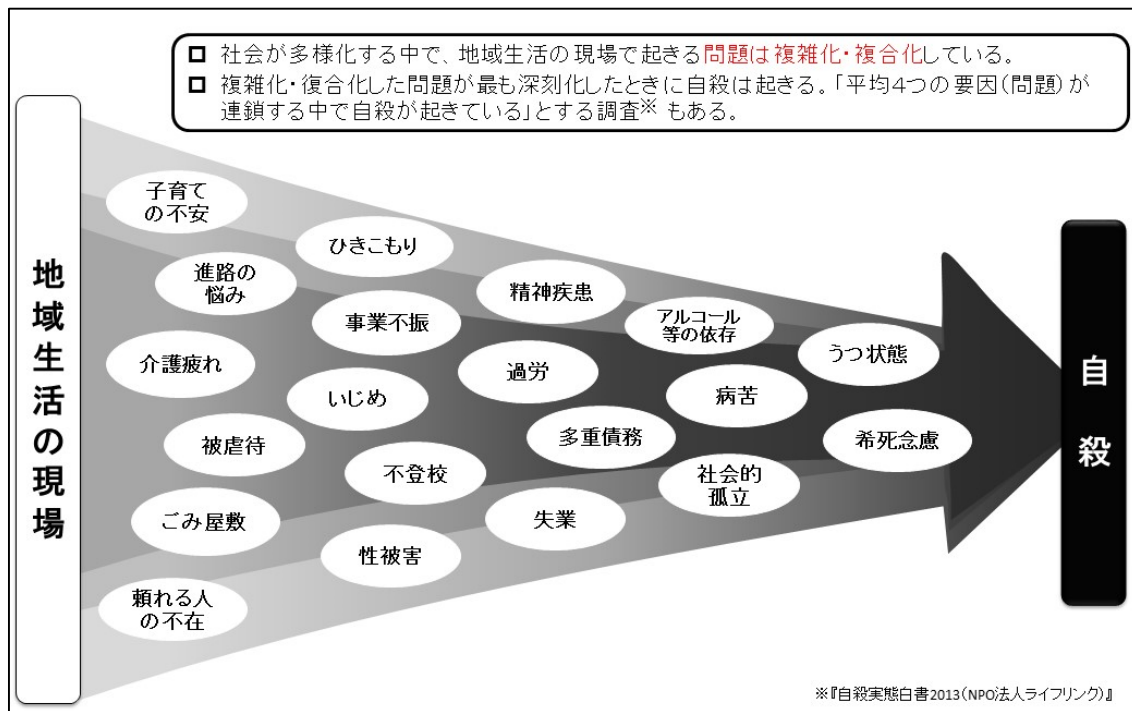 □ 社会が多様化する中で、地域生活の現場で起きる問題は複雑化・複合化している。
□ 複雑化・復合化した問題が最も深刻化したときに自殺は起きる。「平均4つの要因(問題)が
連鎖する中で自殺が起きている」とする調査※ もある。
地域生活の現場
子育て
の不安
ひきこもり
進路の
悩み
精神疾患
事業不振
アルコール
等の依存
うつ状態
介護疲れ
過労
いじめ
病苦
被虐待
多重債務
希死念慮
不登校
社会的
孤立
ごみ屋敷
失業
性被害
頼れる人
の不在
自殺
※『自殺実態白書2013(NPO法人ライフリンク)』